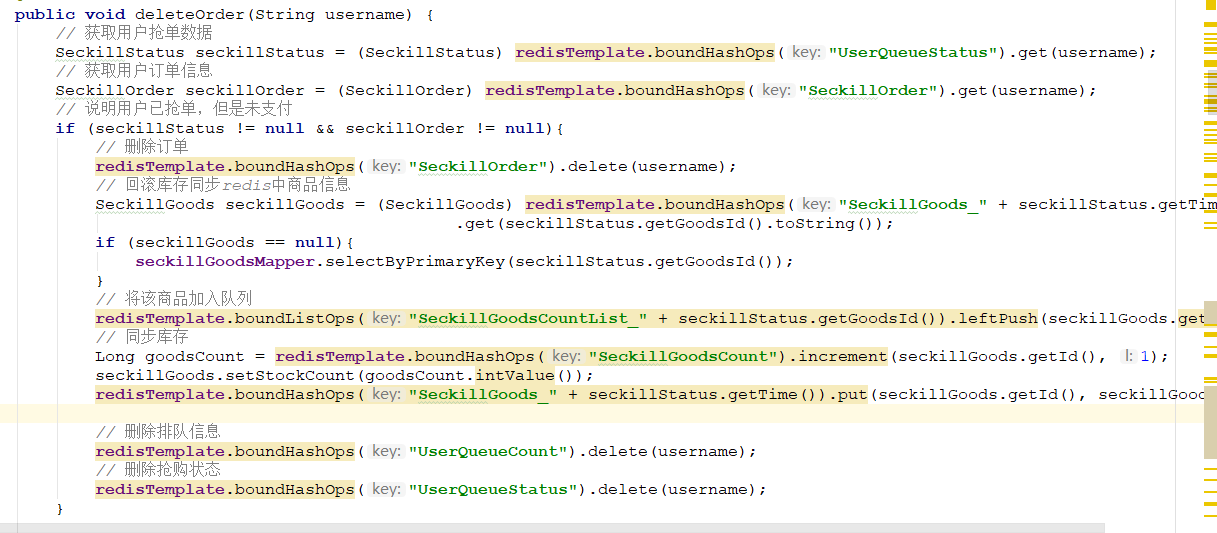 public void deleteOrder(String username) {
// 获取用户抢单数据
SeckillStatus seckillStatus = (SeckillStatus) redisTemplate.boundHashOps( key: "UserQueueStatus").get(username);
// 获取用户订单信息
SeckillOrder seckillOrder = (SeckillOrder) redisTemplate.boundHashOps( key: "SeckillOrder").get(username);
// 说明用户已抢单，但是未支付
if (seckillStatus != null && seckillOrder != null){
// 删除订单
redisTemplate.boundHashOps( key: "SeckillOrder").delete(username);
// 回滚库存同步redis中商品信息
SeckillGoods seckillGoods = (SeckillGoods) redisTemplate.boundHashOps( key: "SeckillGoods_" + seckillStatus.getTim
.get(seckillStatus.getGoodsId().toString());
if (seckillGoods == null){
seckillGoodsMapper.selectByPrimaryKey(seckillStatus.getGoodsId());
}
// 将该商品加入队列
redisTemplate.boundListOps( key: "SeckillGoodsCountList_" + seckillStatus.getGoodsId()).leftPush(seckillGoods.get
// 同步库存
Long goodsCount = redisTemplate.boundHashOps( key: "SeckillGoodsCount").increment(seckillGoods.getId(), l: 1);
seckillGoods.setStockCount(goodsCount.intValue());
redisTemplate.boundHashOps( key: "SeckillGoods_" + seckillStatus.getTime()).put(seckillGoods.getId(), seckillGoo
// 删除排队信息
redisTemplate.boundHashOps( key: "UserQueueCount").delete(username);
// 删除抢购状态
redisTemplate.boundHashOps( key: "UserQueueStatus").delete(username);
}